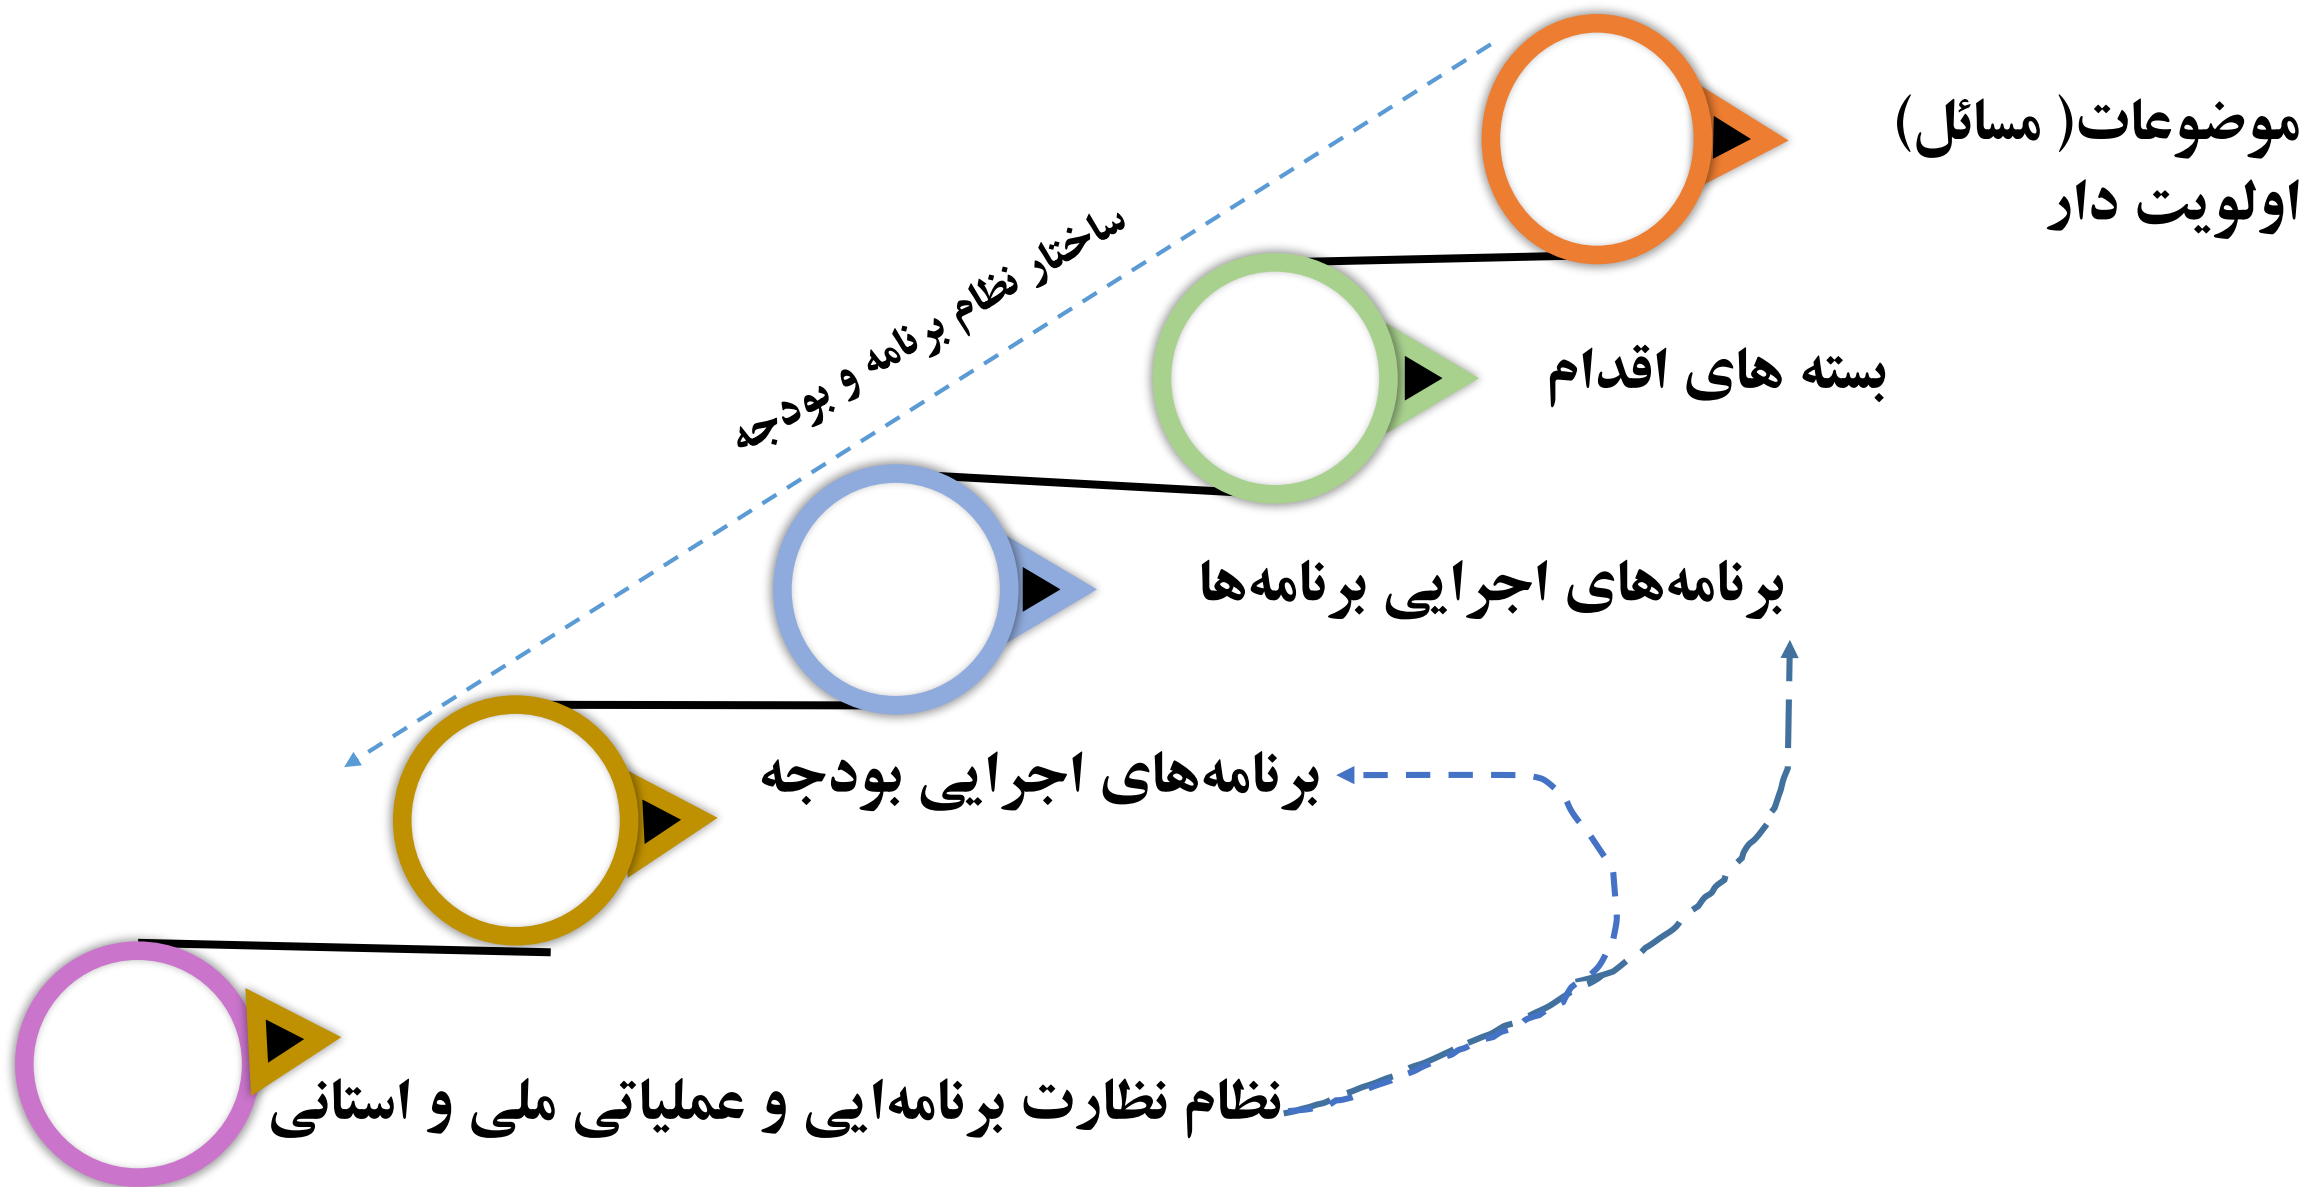 موضوعات( مسائل)
اولویت دار
ساختار نظام برنامه و بودجه
بسته های اقدام
برنامه‌های اجرایی برنامه‌ها
برنامه‌های اجرایی بودجه
نظام نظارت برنامه‌ایی و عملیاتی ملی و استانی